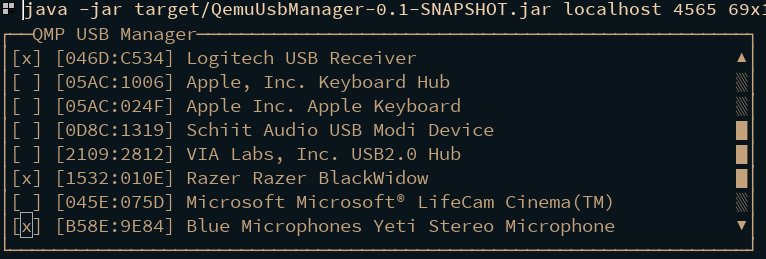 java -jar target/QemuUsbManager-0.1-SNAPSHOT.jar localhost 4565 69x1
QMP USB Manager
[x] [046D:C534] Logitech USB Receiver
[ ] [05AC:1006] Apple, Inc. Keyboard Hub
[ ] [05AC:024F] Apple Inc. Apple Keyboard
[ ] [0D8C:1319] Schiit Audio USB Modi Device
[ ] [2109:2812] VIA Labs, Inc. USB2.0 Hub
[x] [1532:010E] Razer Razer BlackWidow
[ ] [045E:075D] Microsoft Microsoft® LifeCam Cinema(TM)
[x] [B58E:9E84] Blue Microphones Yeti Stereo Microphone